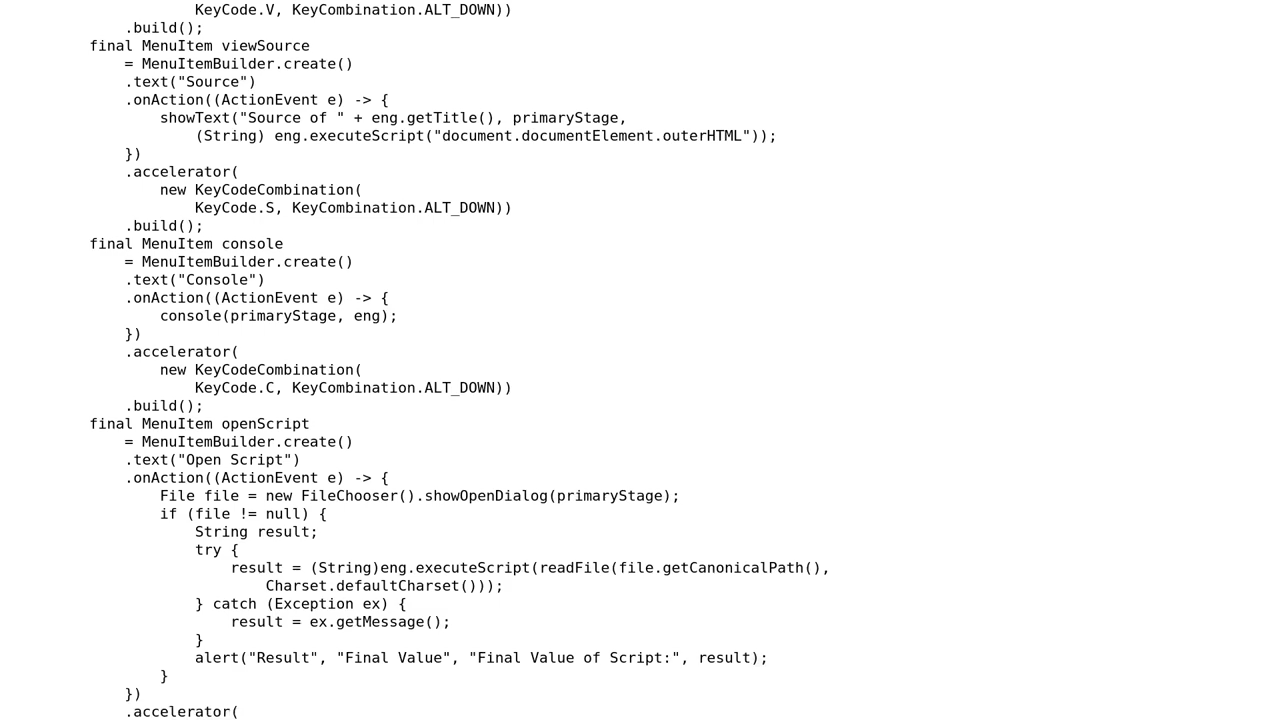 KeyCode.V, KeyCombination.ALT_DOWN))
            .build();
        final MenuItem viewSource
            = MenuItemBuilder.create()
            .text("Source")
            .onAction((ActionEvent e) -> {
                showText("Source of " + eng.getTitle(), primaryStage,
                    (String) eng.executeScript("document.documentElement.outerHTML"));
            })
            .accelerator(
                new KeyCodeCombination(
                    KeyCode.S, KeyCombination.ALT_DOWN))
            .build();
        final MenuItem console
            = MenuItemBuilder.create()
            .text("Console")
            .onAction((ActionEvent e) -> {
                console(primaryStage, eng);
            })
            .accelerator(
                new KeyCodeCombination(
                    KeyCode.C, KeyCombination.ALT_DOWN))
            .build();
        final MenuItem openScript
            = MenuItemBuilder.create()
            .text("Open Script")
            .onAction((ActionEvent e) -> {
                File file = new FileChooser().showOpenDialog(primaryStage);
                if (file != null) {
                    String result;
                    try {
                        result = (String)eng.executeScript(readFile(file.getCanonicalPath(),
                            Charset.defaultCharset()));
                    } catch (Exception ex) {
                        result = ex.getMessage();
                    }
                    alert("Result", "Final Value", "Final Value of Script:", result);
                }
            })
            .accelerator(